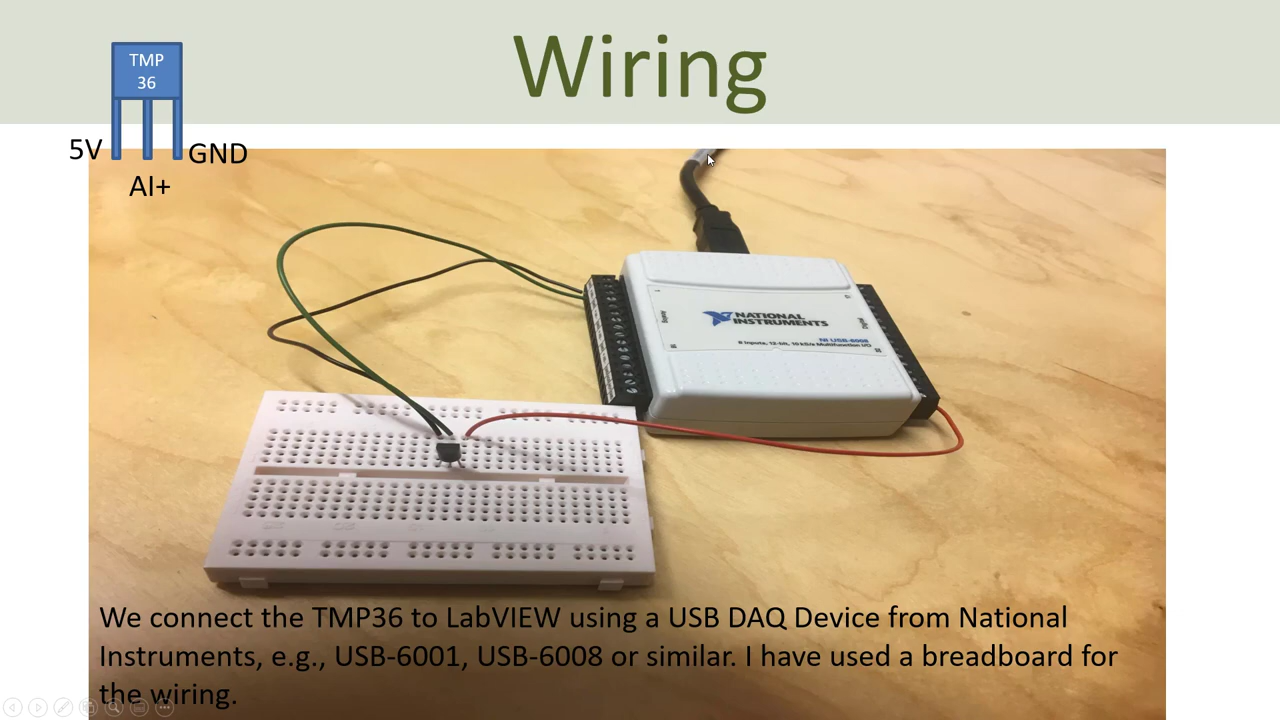 Wiring
TMP
36
5V
GND
AI+
NATIONAL
INSTRUMENTS
NI USB-6008
8 Inputs, 12-bit, 10 kS/s Multifunction I/O
We connect the TMP36 to LabVIEW using a USB DAQ Device from National
Instruments, e.g., USB-6001, USB-6008 or similar. I have used a breadboard for
the wiring.